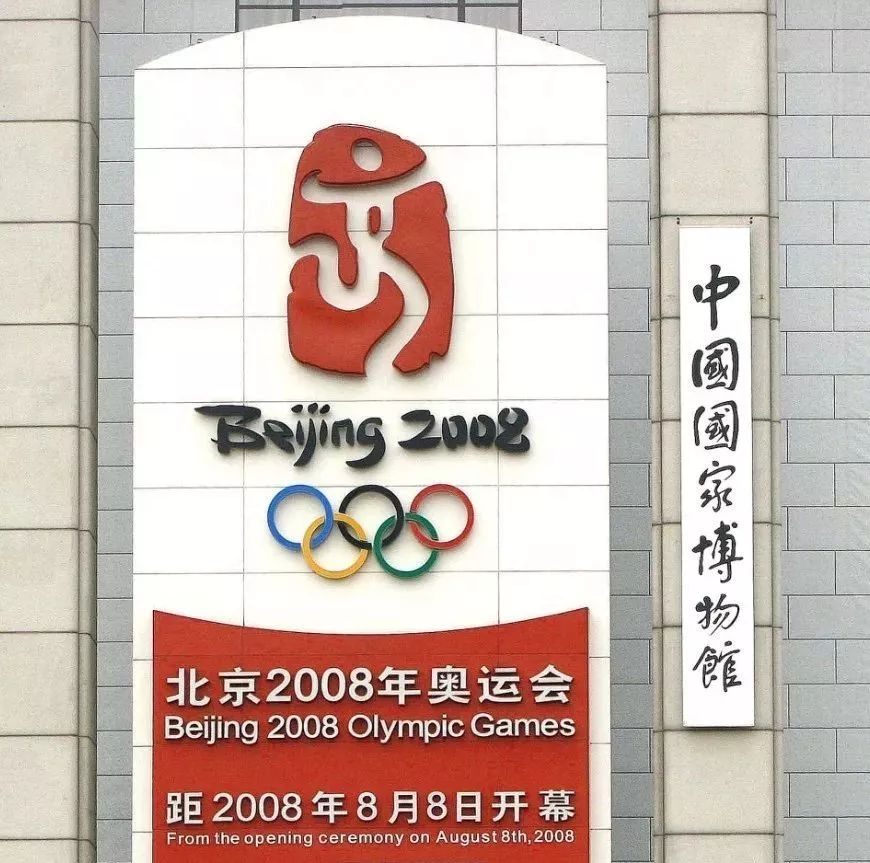 Beijing 2008
北京2008年奥运会
Beijing 2008 Olympic Games
距2008年8月8日开幕
From the opening ceremony on August 8th,2008
中國國家博物館